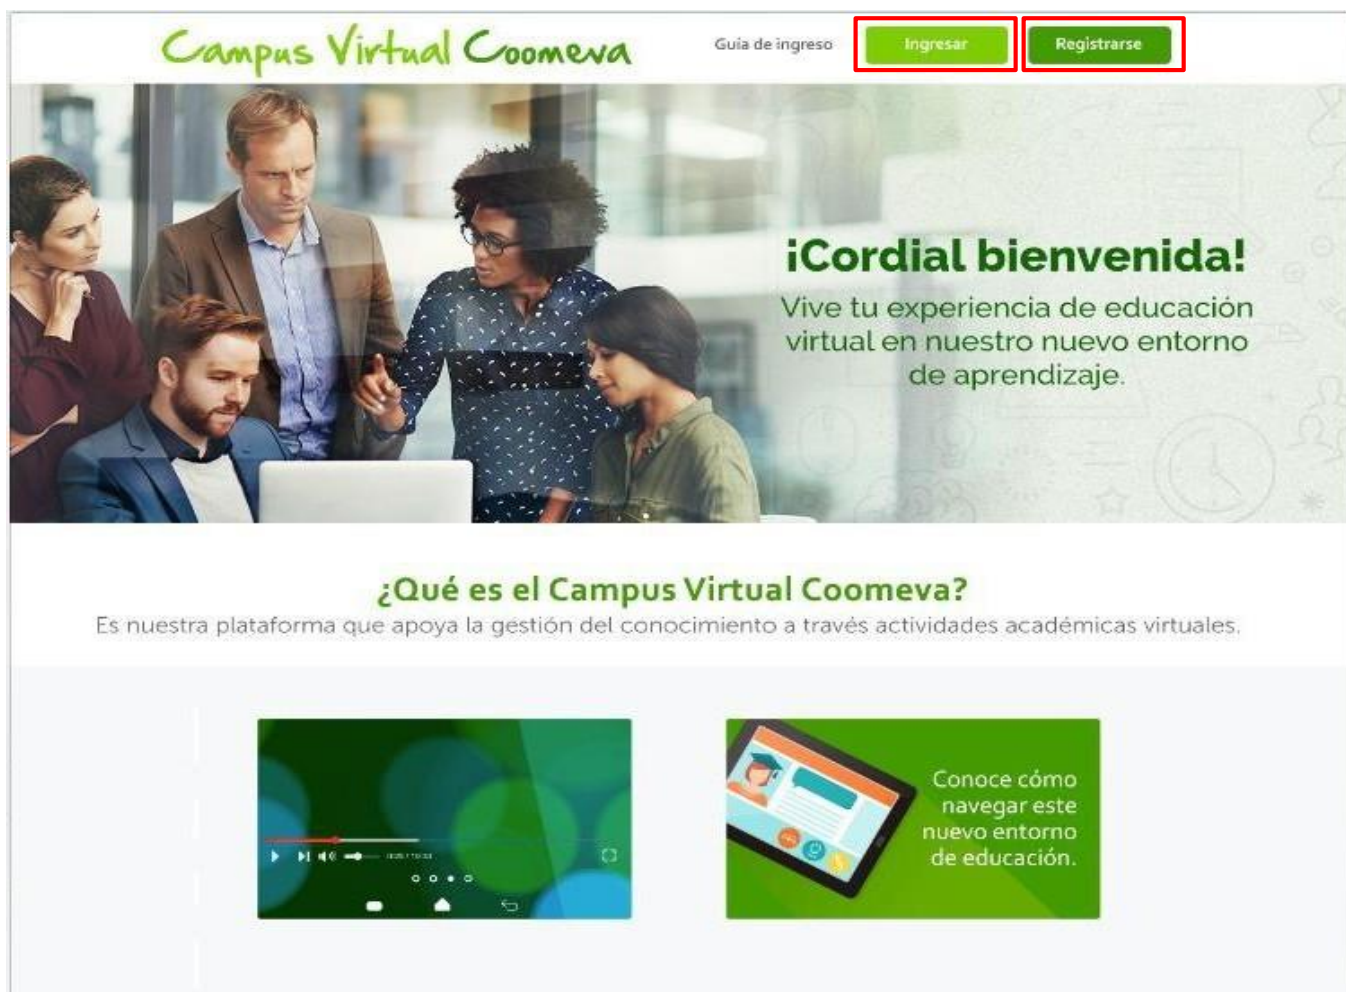 Campus Virtual Coomeva
Guía de ingreso
Ingresar
Registrarse
¡Cordial bienvenida!
Vive tu experiencia de educación
virtual en nuestro nuevo entorno
de aprendizaje.
¿Qué es el Campus Virtual Coomeva?
Es nuestra plataforma que apoya la gestión del conocimiento a través actividades académicas virtuales.
Conoce cómo
navegar este
nuevo entorno
de educación.